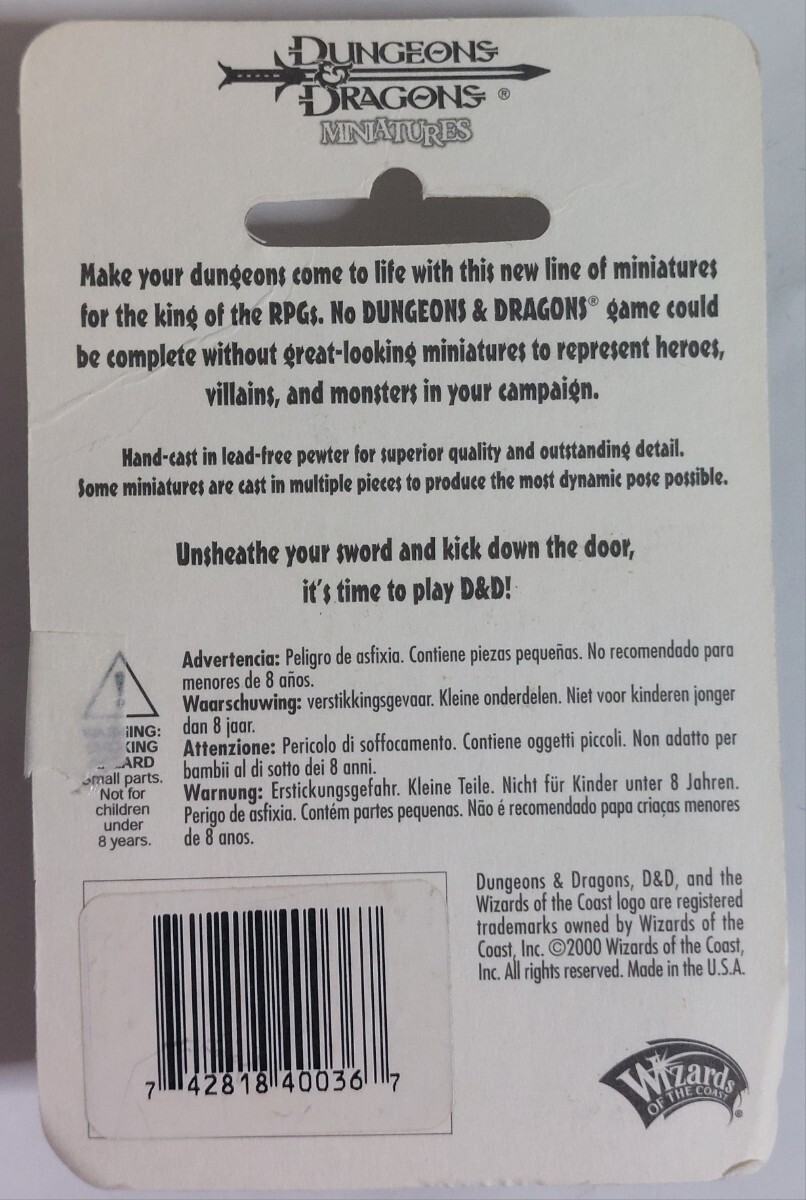 DUNGEONS
&
DRAGONS ®
MINIATURES
Make your dungeons come to life with this new line of miniatures
for the king of the RPGs. No DUNGEONS & DRAGONS® game could
be complete without great-looking miniatures to represent heroes,
villains, and monsters in your campaign.
Hand-cast in lead-free pewter for superior quality and outstanding detail.
Some miniatures are cast in multiple pieces to produce the most dynamic pose possible.
Unsheathe your sword and kick down the door,
it's time to play D&D!
Advertencia: Peligro de asfixia. Contiene piezas pequeñas. No recomendado para
menores de 8 años.
Waarschuwing: verstikkingsgevaar. Kleine onderdelen. Niet voor kinderen jonger
dan 8 jaar.
Attenzione: Pericolo di soffocamento. Contiene oggetti piccoli. Non adatto per
bambii al di sotto dei 8 anni.
Warnung: Erstickungsgefahr. Kleine Teile. Nicht für Kinder unter 8 Jahren.
Perigo de asfixia. Contém partes pequenas. Não é recomendado papa criaças menores
de 8 anos.
ING:
KING
ARD
small parts.
Not for
children
under
8 years.
Dungeons & Dragons, D&D, and the
Wizards of the Coast logo are registered
trademarks owned by Wizards of the
Coast, Inc. ©2000 Wizards of the Coast,
Inc. All rights reserved. Made in the U.S.A.
7 42818 40036 7
Wizards
OF THE COAST ®